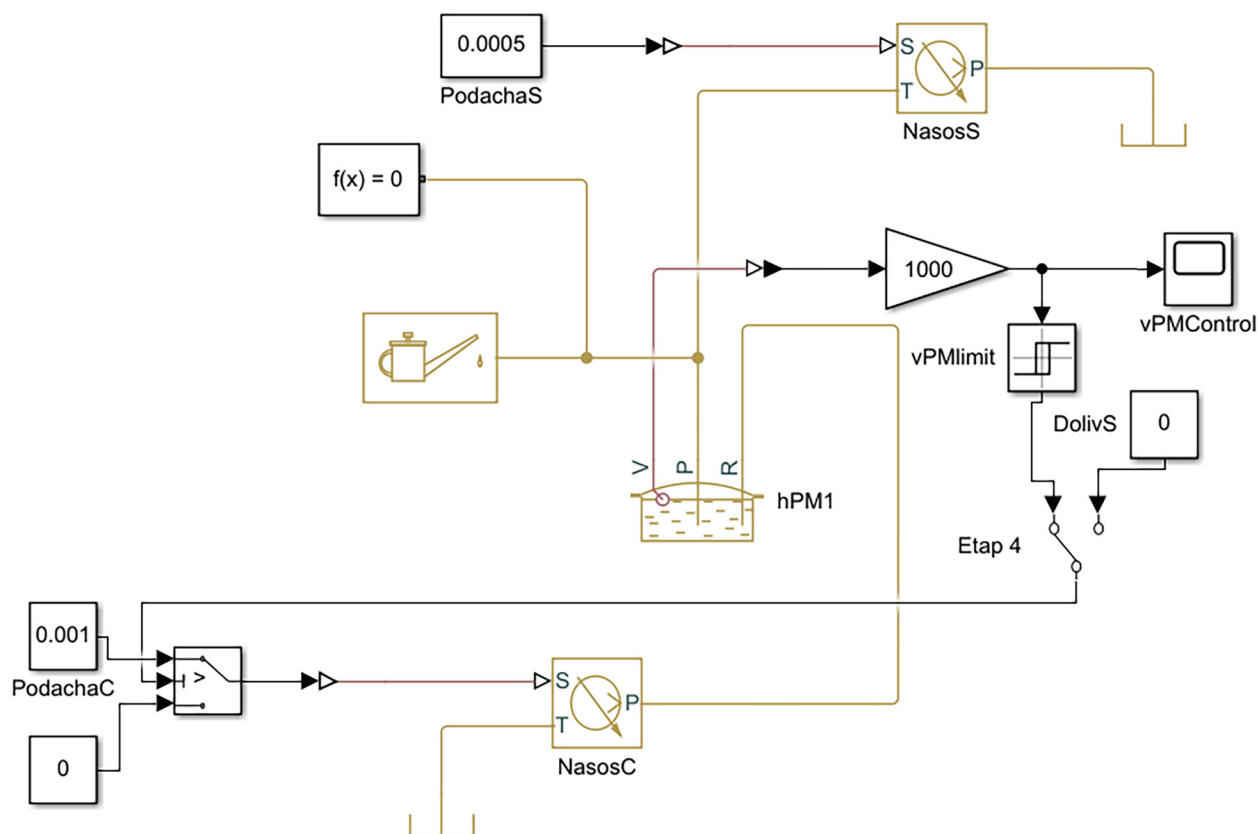 0.0005
PodachaS
S
T
P
NasosS
f(x) = 0
1000
vPMControl
vPMlimit
DolivS
0
V
P
R
hPM1
Etap 4
0.001
PodachaC
>
0
S
T
P
NasosC